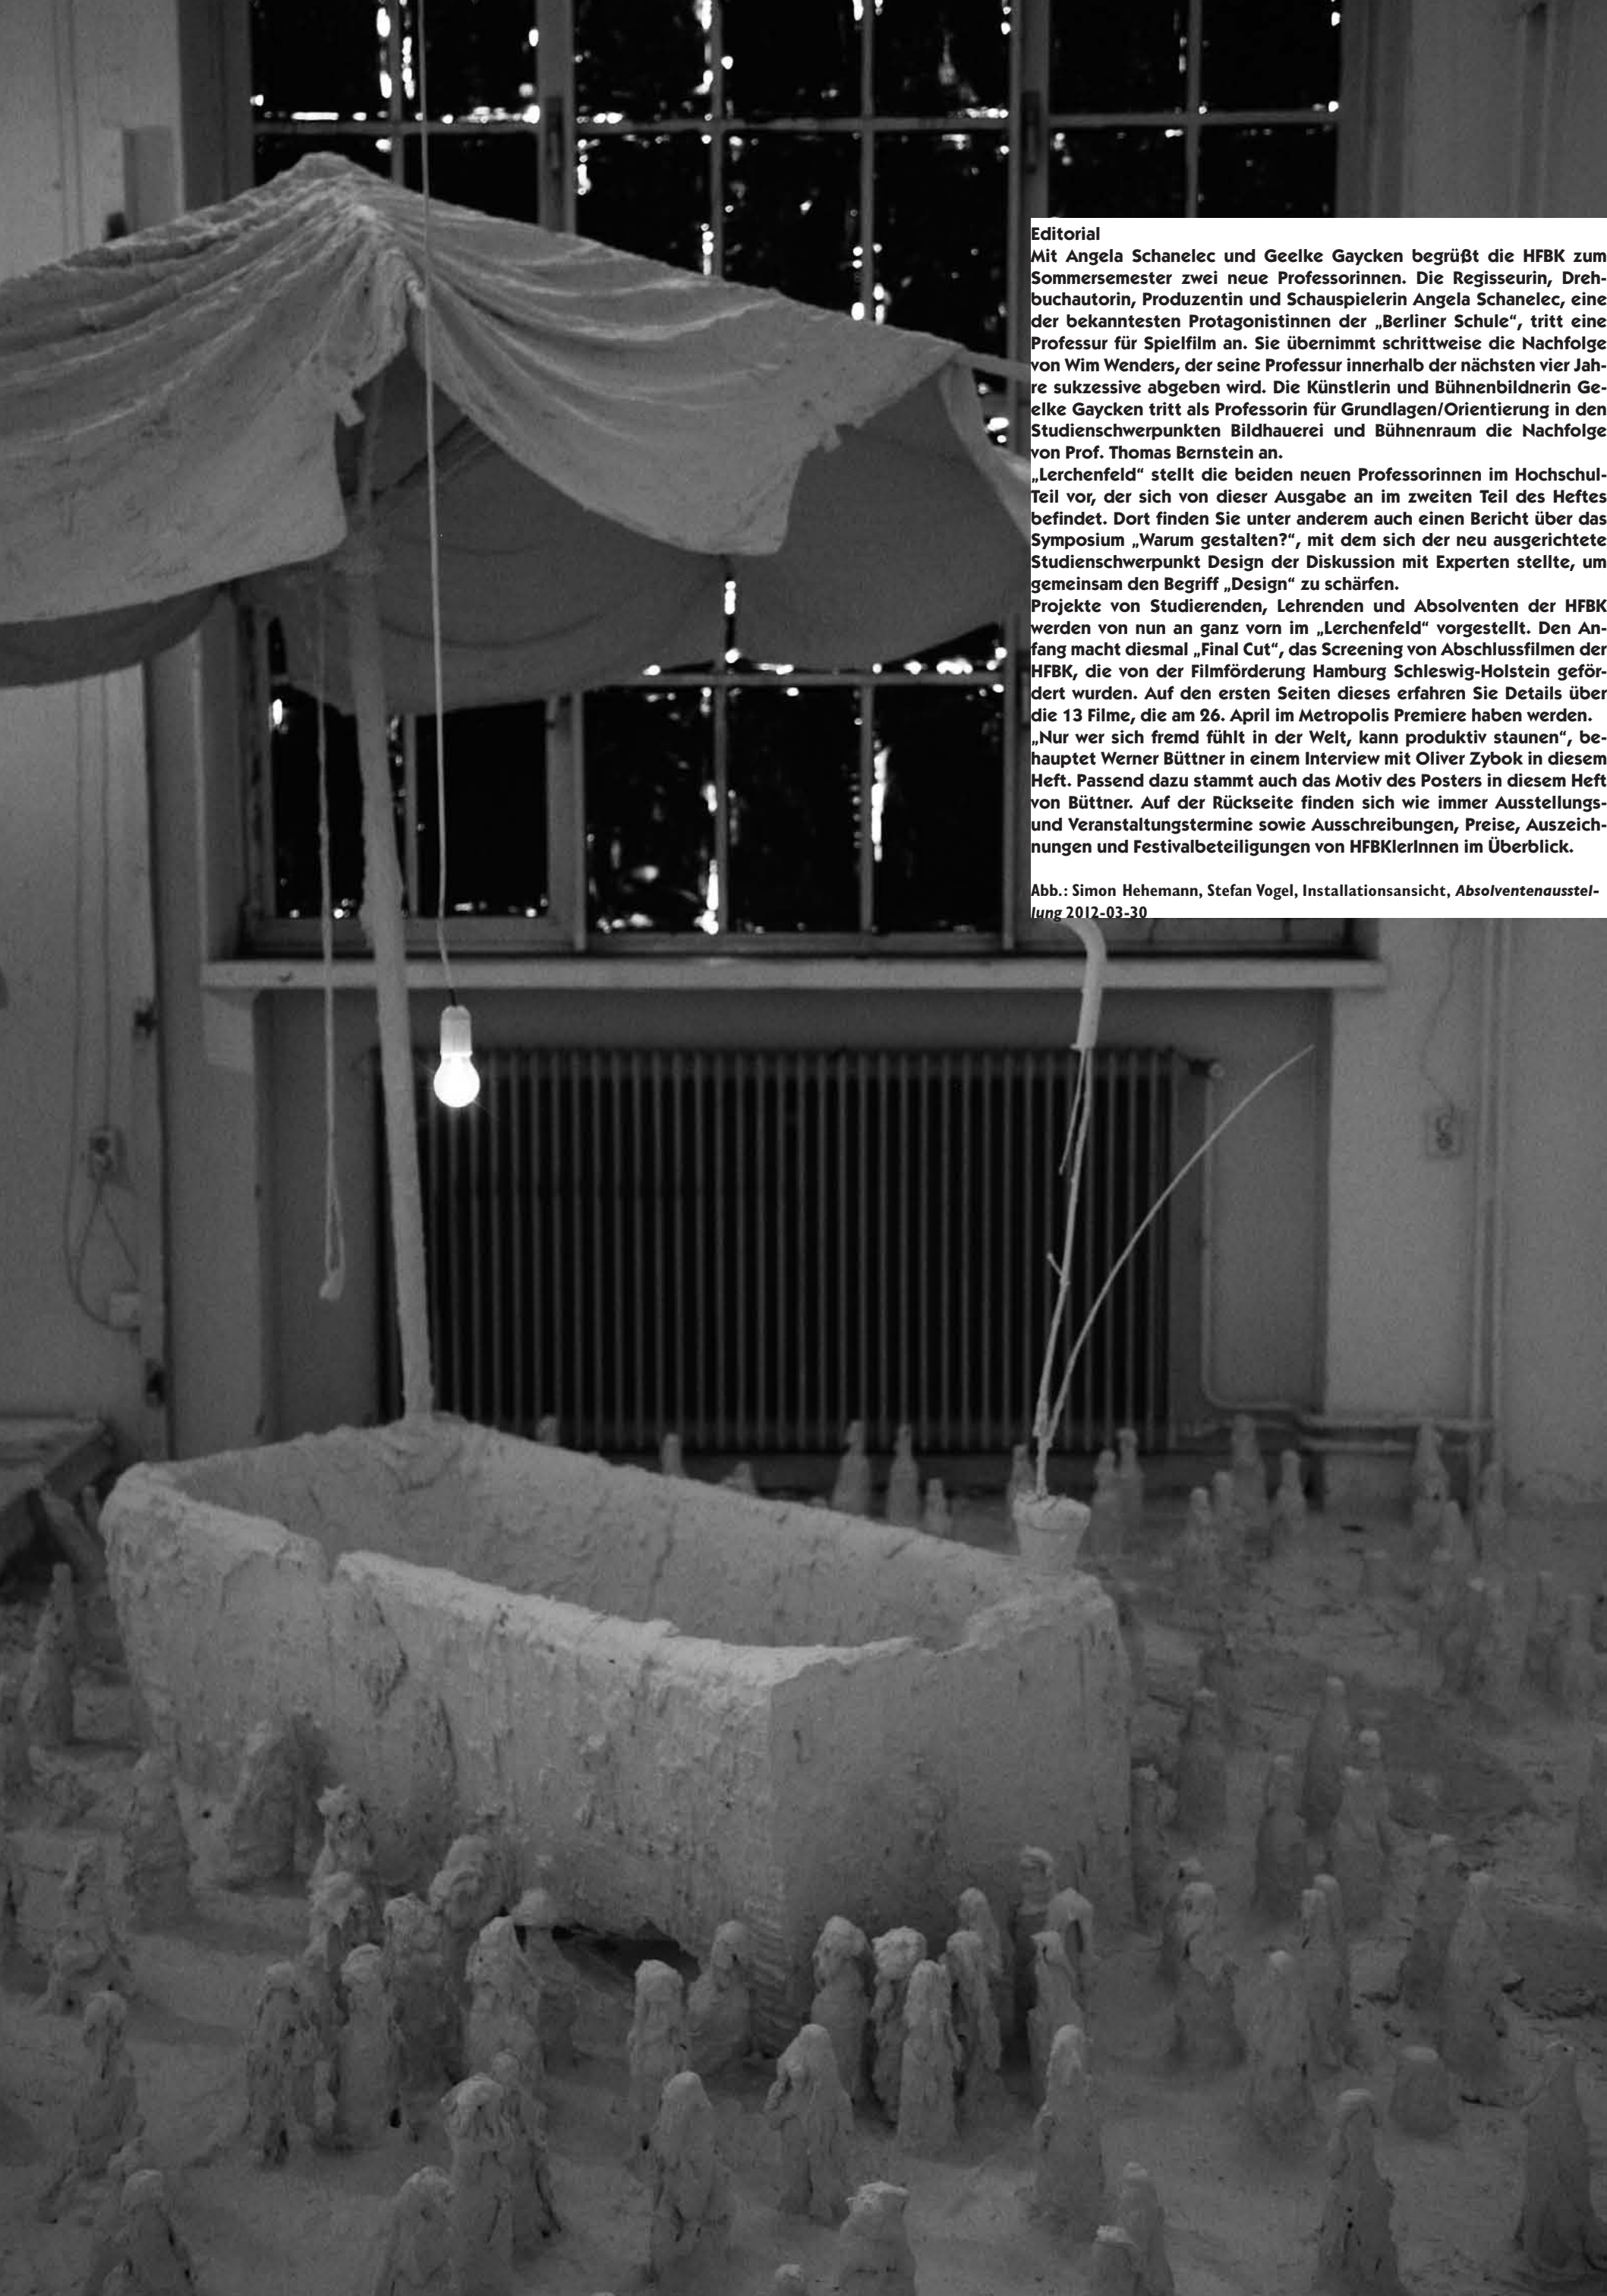 Editorial
Mit Angela Schanelec und Geelke Gaycken begrüßt die HFBK zum
Sommersemester zwei neue Professorinnen. Die Regisseurin, Dreh-
buchautorin, Produzentin und Schauspielerin Angela Schanelec, eine
der bekanntesten Protagonistinnen der „Berliner Schule“, tritt eine
Professur für Spielfilm an. Sie übernimmt schrittweise die Nachfolge
von Wim Wenders, der seine Professur innerhalb der nächsten vier Jah-
re sukzessive abgeben wird. Die Künstlerin und Bühnenbildnerin Ge-
elke Gaycken tritt als Professorin für Grundlagen/Orientierung in den
Studienschwerpunkten Bildhauerei und Bühnenraum die Nachfolge
von Prof. Thomas Bernstein an.
„Lerchenfeld“ stellt die beiden neuen Professorinnen im Hochschul-
Teil vor, der sich von dieser Ausgabe an im zweiten Teil des Heftes
befindet. Dort finden Sie unter anderem auch einen Bericht über das
Symposium „Warum gestalten?“, mit dem sich der neu ausgerichtete
Studienschwerpunkt Design der Diskussion mit Experten stellte, um
gemeinsam den Begriff „Design“ zu schärfen.
Projekte von Studierenden, Lehrenden und Absolventen der HFBK
werden von nun an ganz vorn im „Lerchenfeld“ vorgestellt. Den An-
fang macht diesmal „Final Cut“, das Screening von Abschlussfilmen der
HFBK, die von der Filmförderung Hamburg Schleswig-Holstein geför-
dert wurden. Auf den ersten Seiten dieses erfahren Sie Details über
die 13 Filme, die am 26. April im Metropolis Premiere haben werden.
„Nur wer sich fremd fühlt in der Welt, kann produktiv staunen“, be-
hauptet Werner Büttner in einem Interview mit Oliver Zybok in diesem
Heft. Passend dazu stammt auch das Motiv des Posters in diesem Heft
von Büttner. Auf der Rückseite finden sich wie immer Ausstellungs-
und Veranstaltungstermine sowie Ausschreibungen, Preise, Auszeich-
nungen und Festivalbeteiligungen von HFBKlerInnen im Überblick.
Abb.: Simon Hehemann, Stefan Vogel, Installationsansicht, Absolventenausstel-
lung 2012-03-30